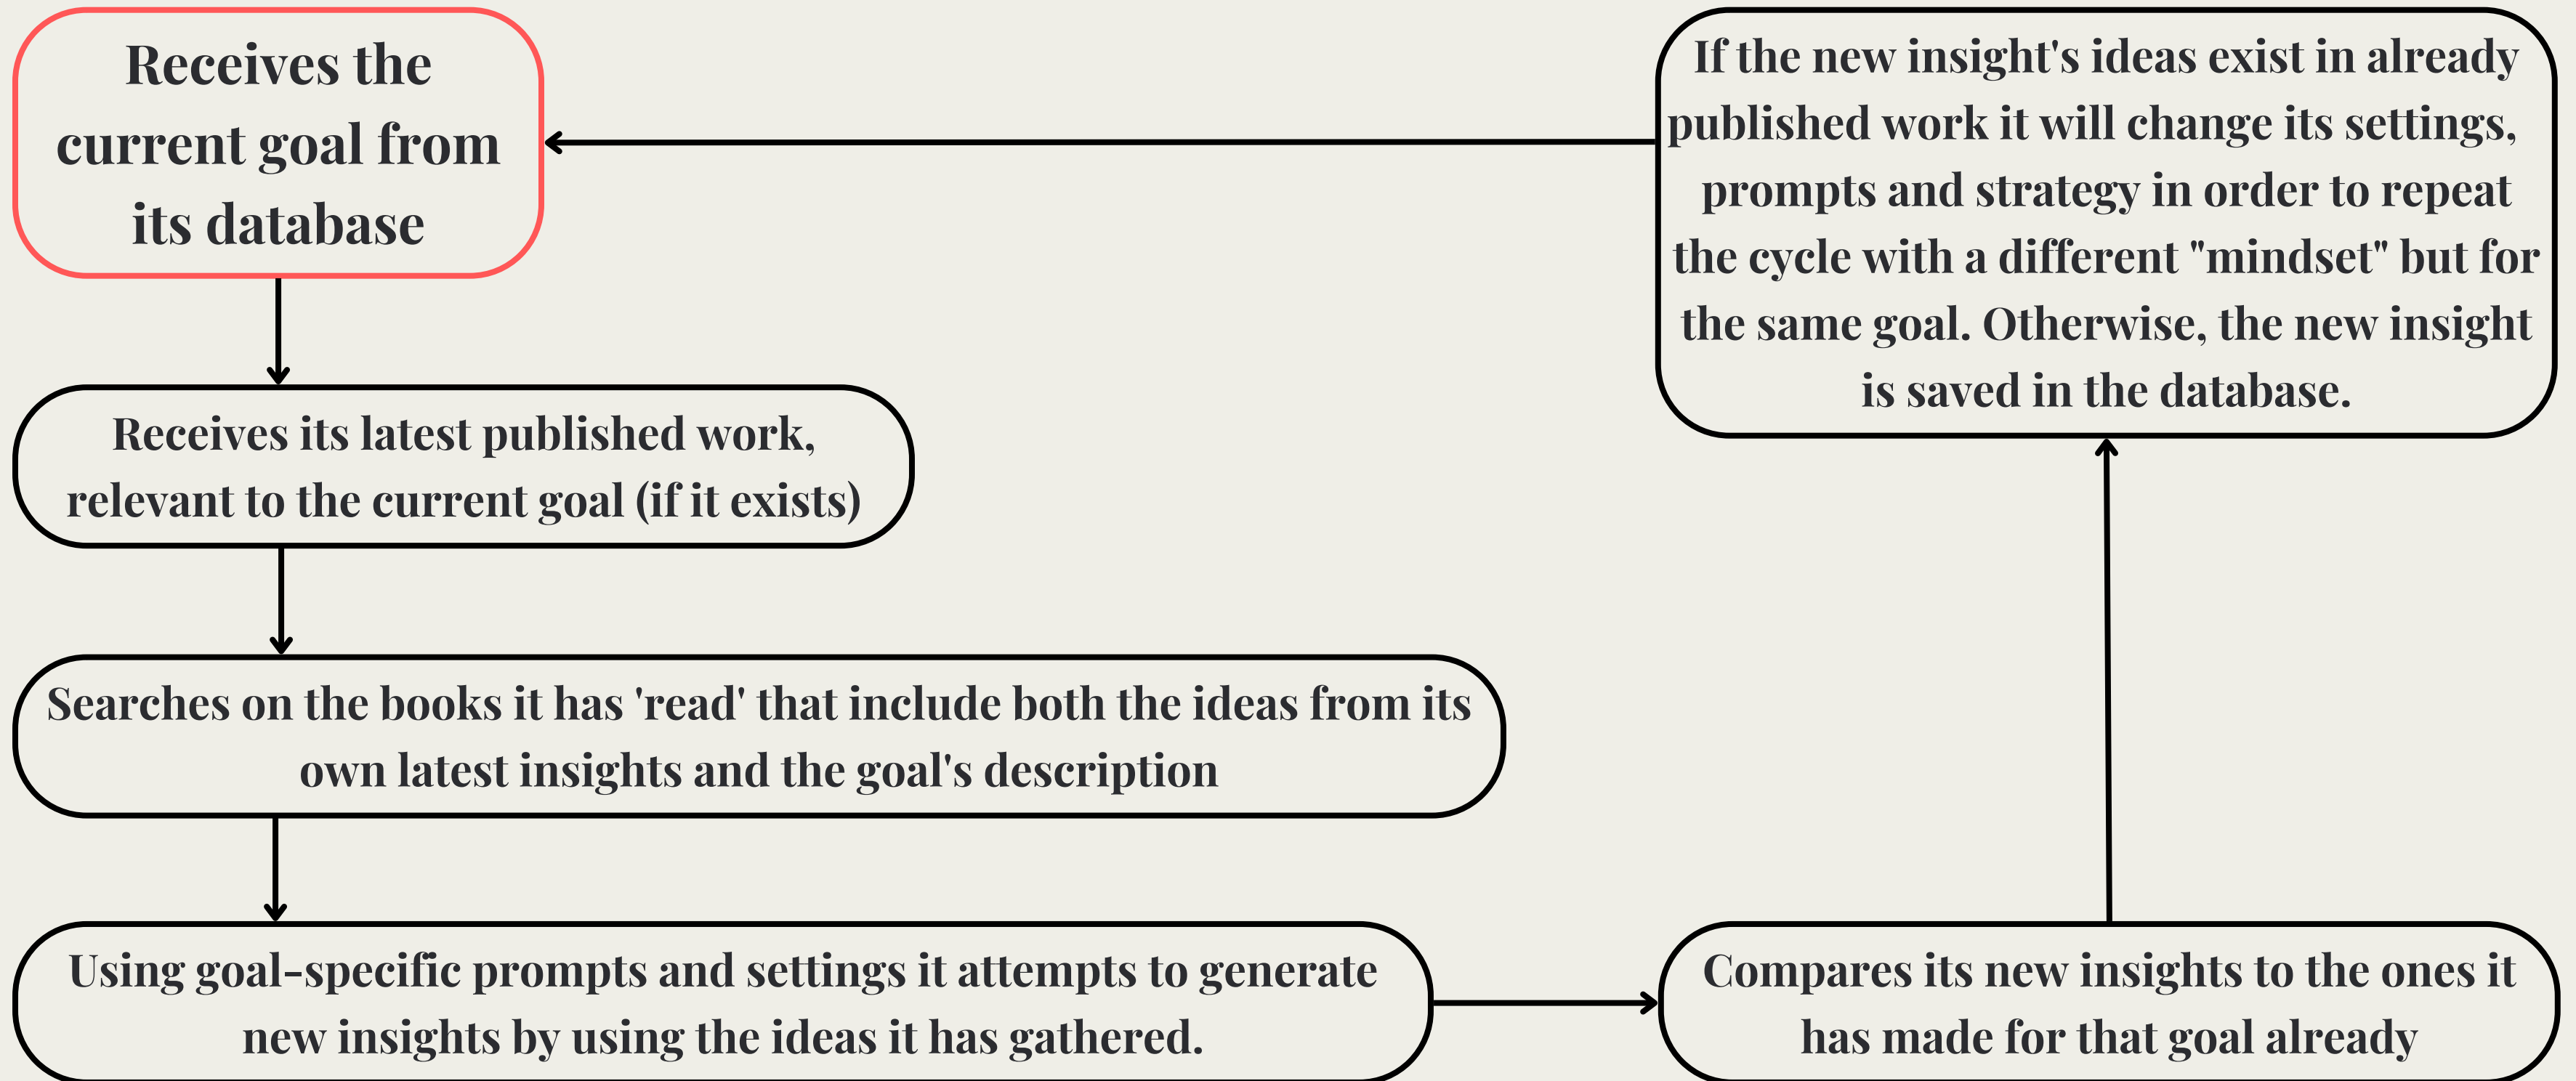 Receives the
current goal from
its database
Receives its latest published work,
relevant to the current goal (if it exists)
Searches on the books it has 'read' that include both the ideas from its
own latest insights and the goal's description
Using goal-specific prompts and settings it attempts to generate
new insights by using the ideas it has gathered.
Compares its new insights to the ones it
has made for that goal already
If the new insight's ideas exist in already
published work it will change its settings,
prompts and strategy in order to repeat
the cycle with a different "mindset" but for
the same goal. Otherwise, the new insight
is saved in the database.